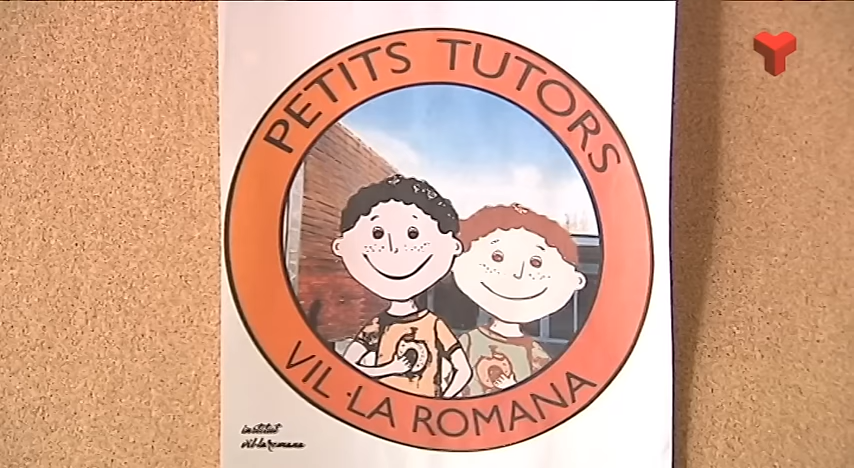 PETITS TUTORS
VIL·LA ROMANA
institut
vil·la romana